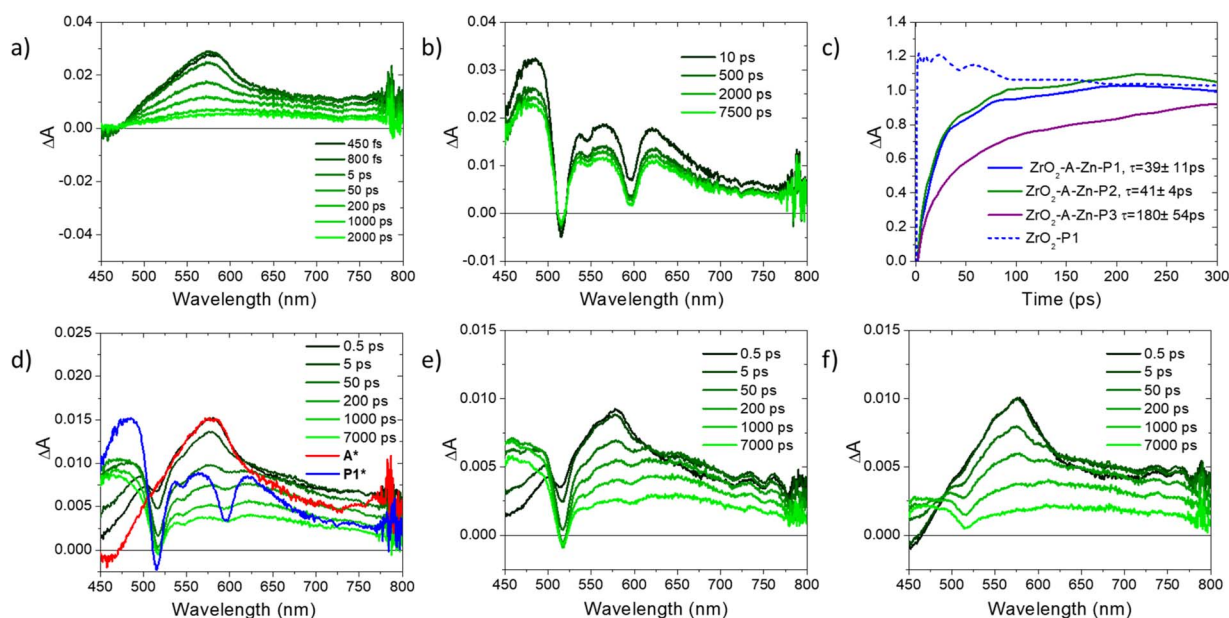 a)
0.04
0.02
0.00
-0.02
-0.04
ΔA
450 fs
800 fs
5 ps
50 ps
200 ps
1000 ps
2000 ps
450 500 550 600 650 700 750 800
Wavelength (nm)
b)
0.04
0.03
0.02
0.01
0.00
-0.01
ΔA
10 ps
500 ps
2000 ps
7500 ps
450 500 550 600 650 700 750 800
Wavelength (nm)
c)
1.4
1.2
1.0
0.8
0.6
0.4
0.2
0.0
ΔA
ZrO₂-A-Zn-P1, τ=39± 11ps
ZrO₂-A-Zn-P2, τ=41± 4ps
ZrO₂-A-Zn-P3 τ=180± 54ps
ZrO₂-P1
0 50 100 150 200 250 300
Time (ps)
d)
0.025
0.020
0.015
0.010
0.005
0.000
ΔA
0.5 ps
5 ps
50 ps
200 ps
1000 ps
7000 ps
A*
P1*
450 500 550 600 650 700 750 800
Wavelength (nm)
e)
0.015
0.010
0.005
0.000
ΔA
0.5 ps
5 ps
50 ps
200 ps
1000 ps
7000 ps
450 500 550 600 650 700 750 800
Wavelength (nm)
f)
0.015
0.010
0.005
0.000
ΔA
0.5 ps
5 ps
50 ps
200 ps
1000 ps
7000 ps
450 500 550 600 650 700 750 800
Wavelength (nm)